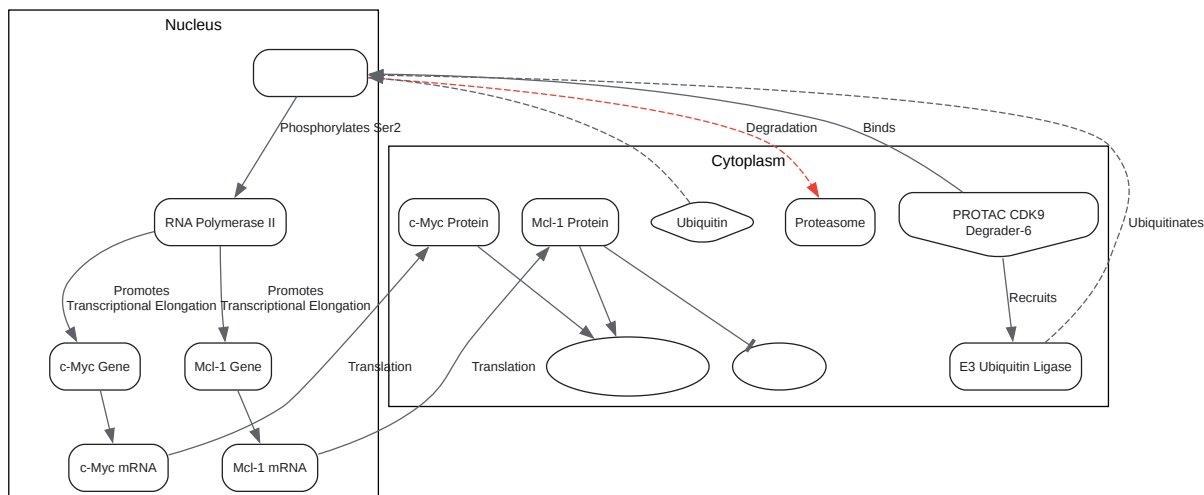 Nucleus
Phosphorylates Ser2
Degradation
Binds
Cytoplasm
RNA Polymerase II
c-Myc Protein
Mcl-1 Protein
Ubiquitin
Proteasome
PROTAC CDK9
Degrader-6
Ubiquitinates
Promotes
Transcriptional Elongation
Promotes
Transcriptional Elongation
Recruits
c-Myc Gene
Mcl-1 Gene
Translation
Translation
E3 Ubiquitin Ligase
c-Myc mRNA
Mcl-1 mRNA